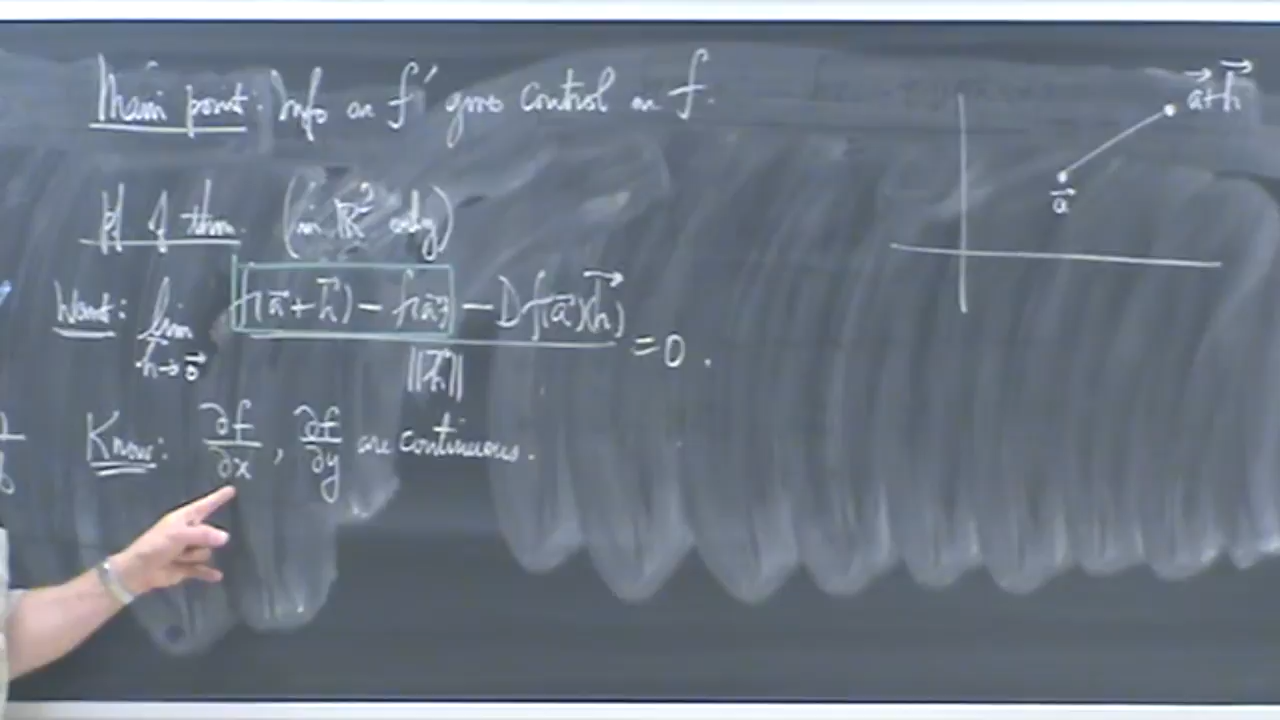 Main point: Info on f' gives control on f.
Pf of thm. (in ℝ² only)
Want: lim h⃗→0⃗ f(a⃗+h⃗) − f(a⃗) − Df(a⃗)(h⃗) / ||h⃗|| = 0.
Know: ∂f/∂x, ∂f/∂y are continuous.
a⃗+h⃗
a⃗